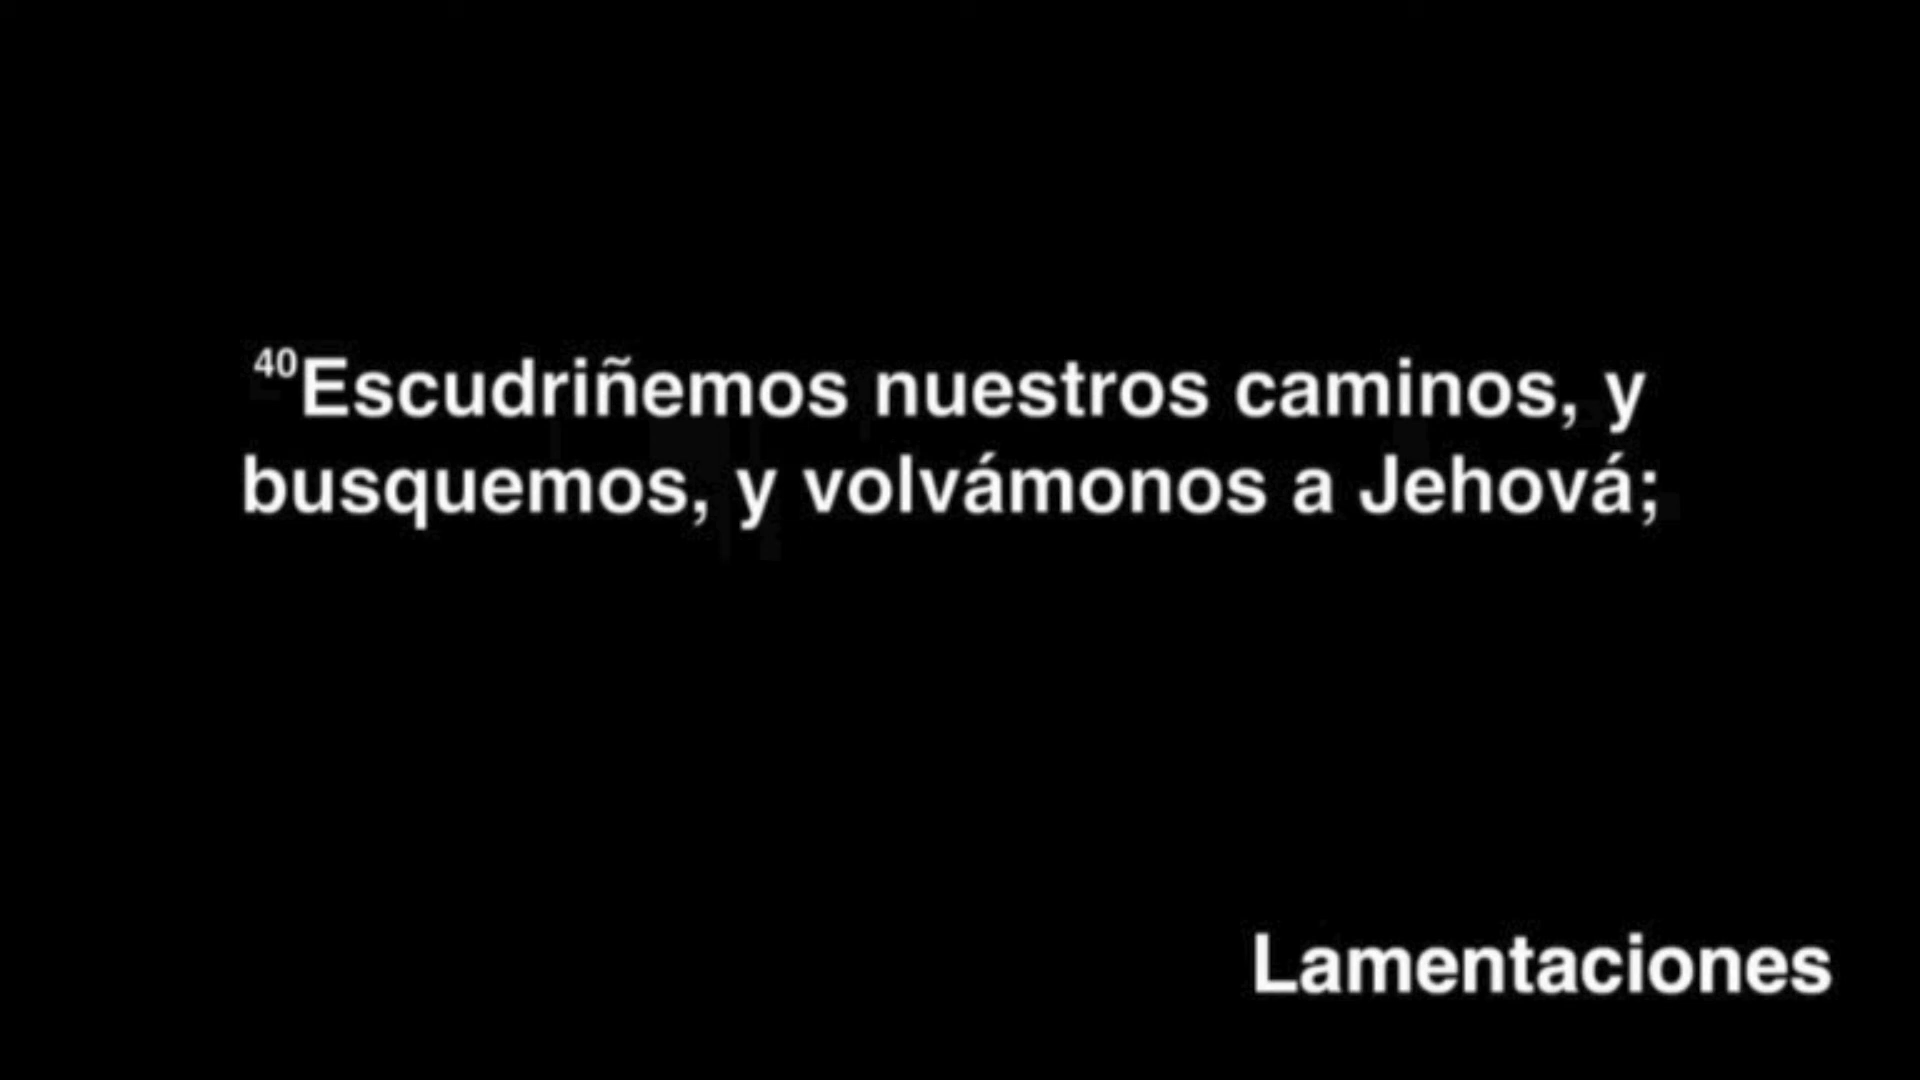 40Escudriñemos nuestros caminos, y
busquemos, y volvámonos a Jehová;
Lamentaciones